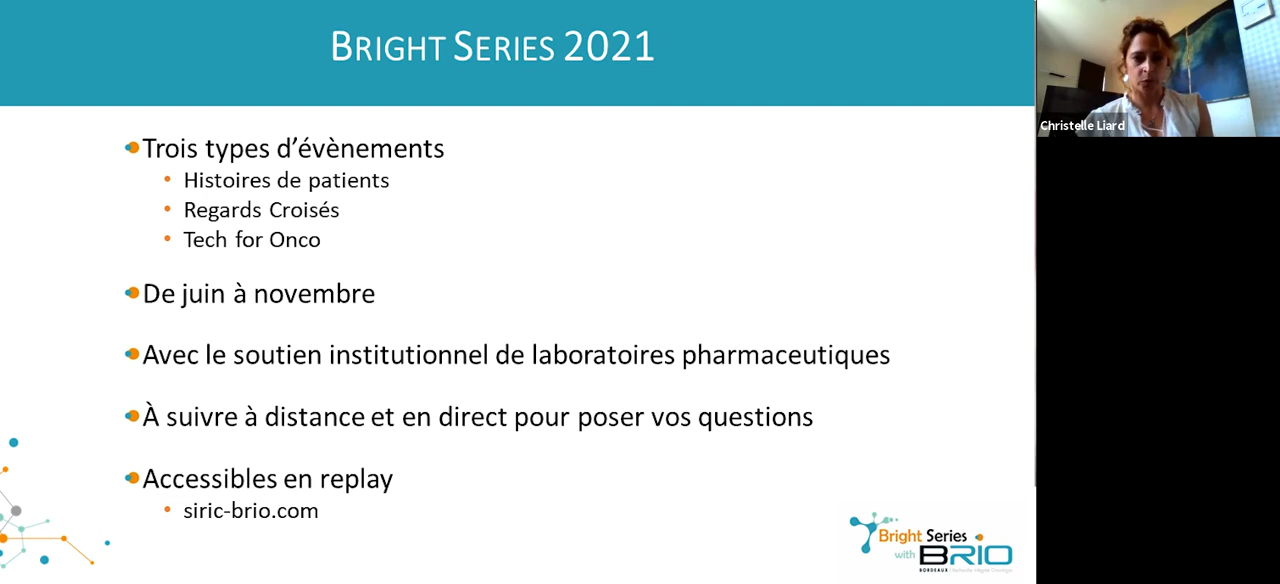 BRIGHT SERIES 2021
Trois types d’évènements
Histoires de patients
Regards Croisés
Tech for Onco
De juin à novembre
Avec le soutien institutionnel de laboratoires pharmaceutiques
À suivre à distance et en direct pour poser vos questions
Accessibles en replay
siric-brio.com
Bright Series
with BRIO
BORDEAUX
Christelle Liard